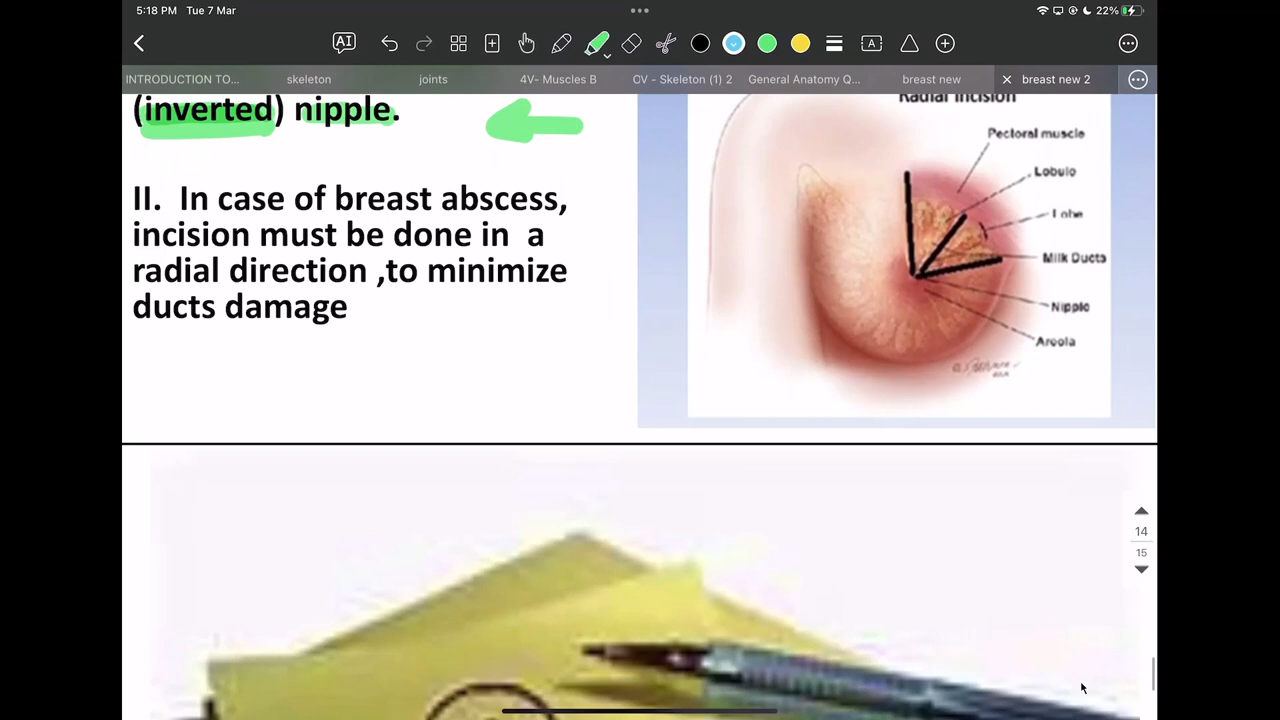 5:18 PM Tue 7 Mar
22%
AI
A
INTRODUCTION TO...
skeleton
joints
4V- Muscles B
CV - Skeleton (1) 2
General Anatomy Q...
breast new
breast new 2
(inverted) nipple.
II. In case of breast abscess,
incision must be done in a
radial direction ,to minimize
ducts damage
Radial Incision
Pectoral muscle
Lobule
Lobe
Milk Ducts
Nipple
Areola
14
15